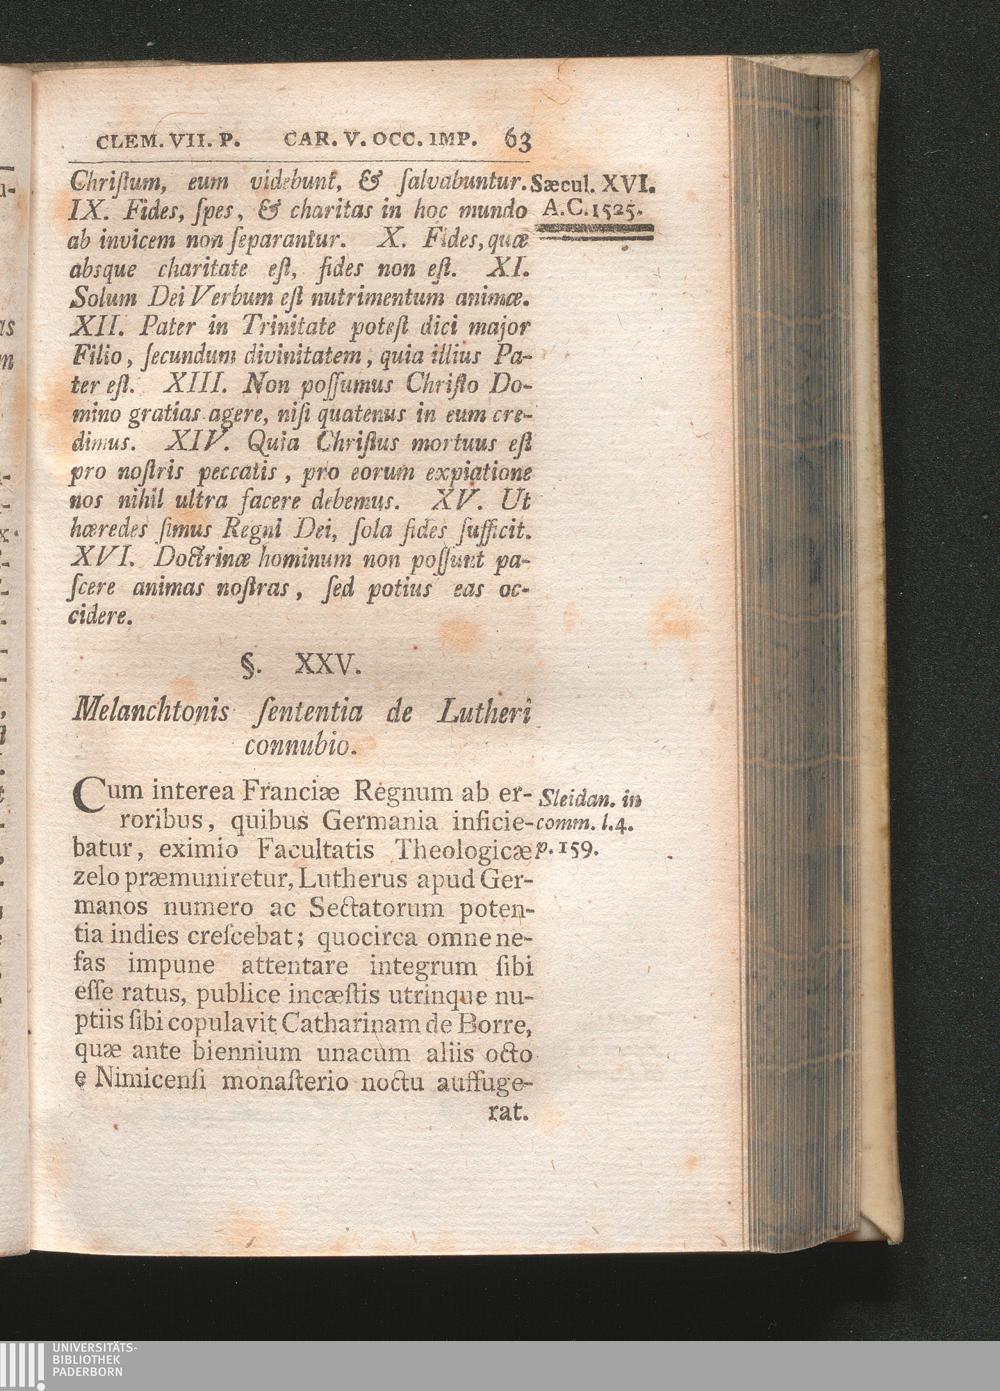 CLEM. VII. P. CAR. V. OCC. IMP. 63
Chriſtum, eum videbunt, & ſalvabuntur.
Sæcul. XVI.
IX. Fides, ſpes, & charitas in hoc mundo
A.C. 1525.
ab invicem non ſeparantur. X. Fides, quæ
absque charitate eſt, fides non eſt. XI.
Solum Dei Verbum eſt nutrimentum animæ.
XII. Pater in Trinitate poteſt dici major
Filio, ſecundum divinitatem, quia illius Pa-
ter eſt. XIII. Non poſſumus Chriſto Do-
mino gratias agere, niſi quatenus in eum cre-
dimus. XIV. Quia Chriſtus mortuus eſt
pro noſtris peccatis, pro eorum expiatione
nos nihil ultra facere debemus. XV. Ut
hæredes ſimus Regni Dei, ſola fides ſufficit.
XVI. Doctrinæ hominum non poſſunt pa-
ſcere animas noſtras, ſed potius eas oc-
cidere.
§. XXV.
Melanchtonis ſententia de Lutheri
connubio.
Cum interea Franciæ Regnum ab er-
Sleidan. in
roribus, quibus Germania inficie-
comm. l.4.
batur, eximio Facultatis Theologicæ
p. 159.
zelo præmuniretur, Lutherus apud Ger-
manos numero ac Sectatorum poten-
tia indies creſcebat; quocirca omne ne-
fas impune attentare integrum ſibi
eſſe ratus, publice incæſtis utrinque nu-
ptiis ſibi copulavit Catharinam de Borre,
quæ ante biennium unacum aliis octo
e Nimicenſi monaſterio noctu auffuge-
rat.
UNIVERSITÄTS-
BIBLIOTHEK
PADERBORN